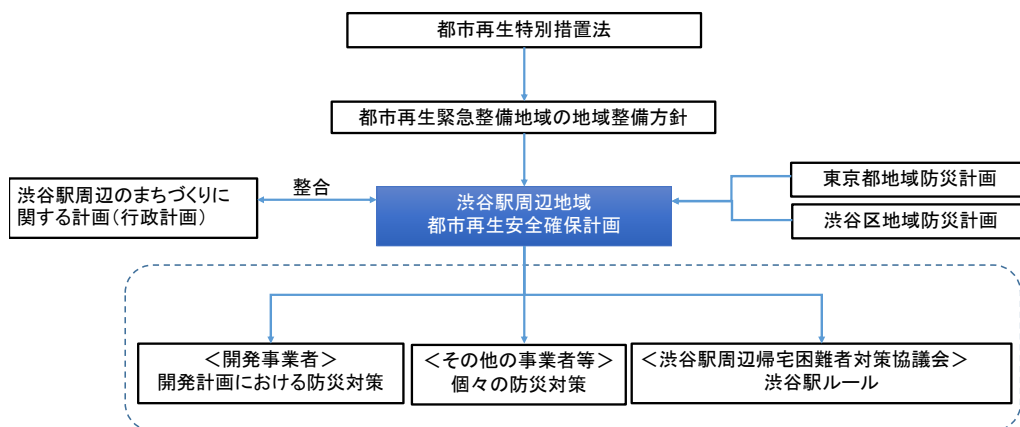 都市再生特別措置法
都市再生緊急整備地域の地域整備方針
渋谷駅周辺のまちづくりに
関する計画(行政計画)
整合
渋谷駅周辺地域
都市再生安全確保計画
東京都地域防災計画
渋谷区地域防災計画
<開発事業者>
開発計画における防災対策
<その他の事業者等>
個々の防災対策
<渋谷駅周辺帰宅困難者対策協議会>
渋谷駅ルール